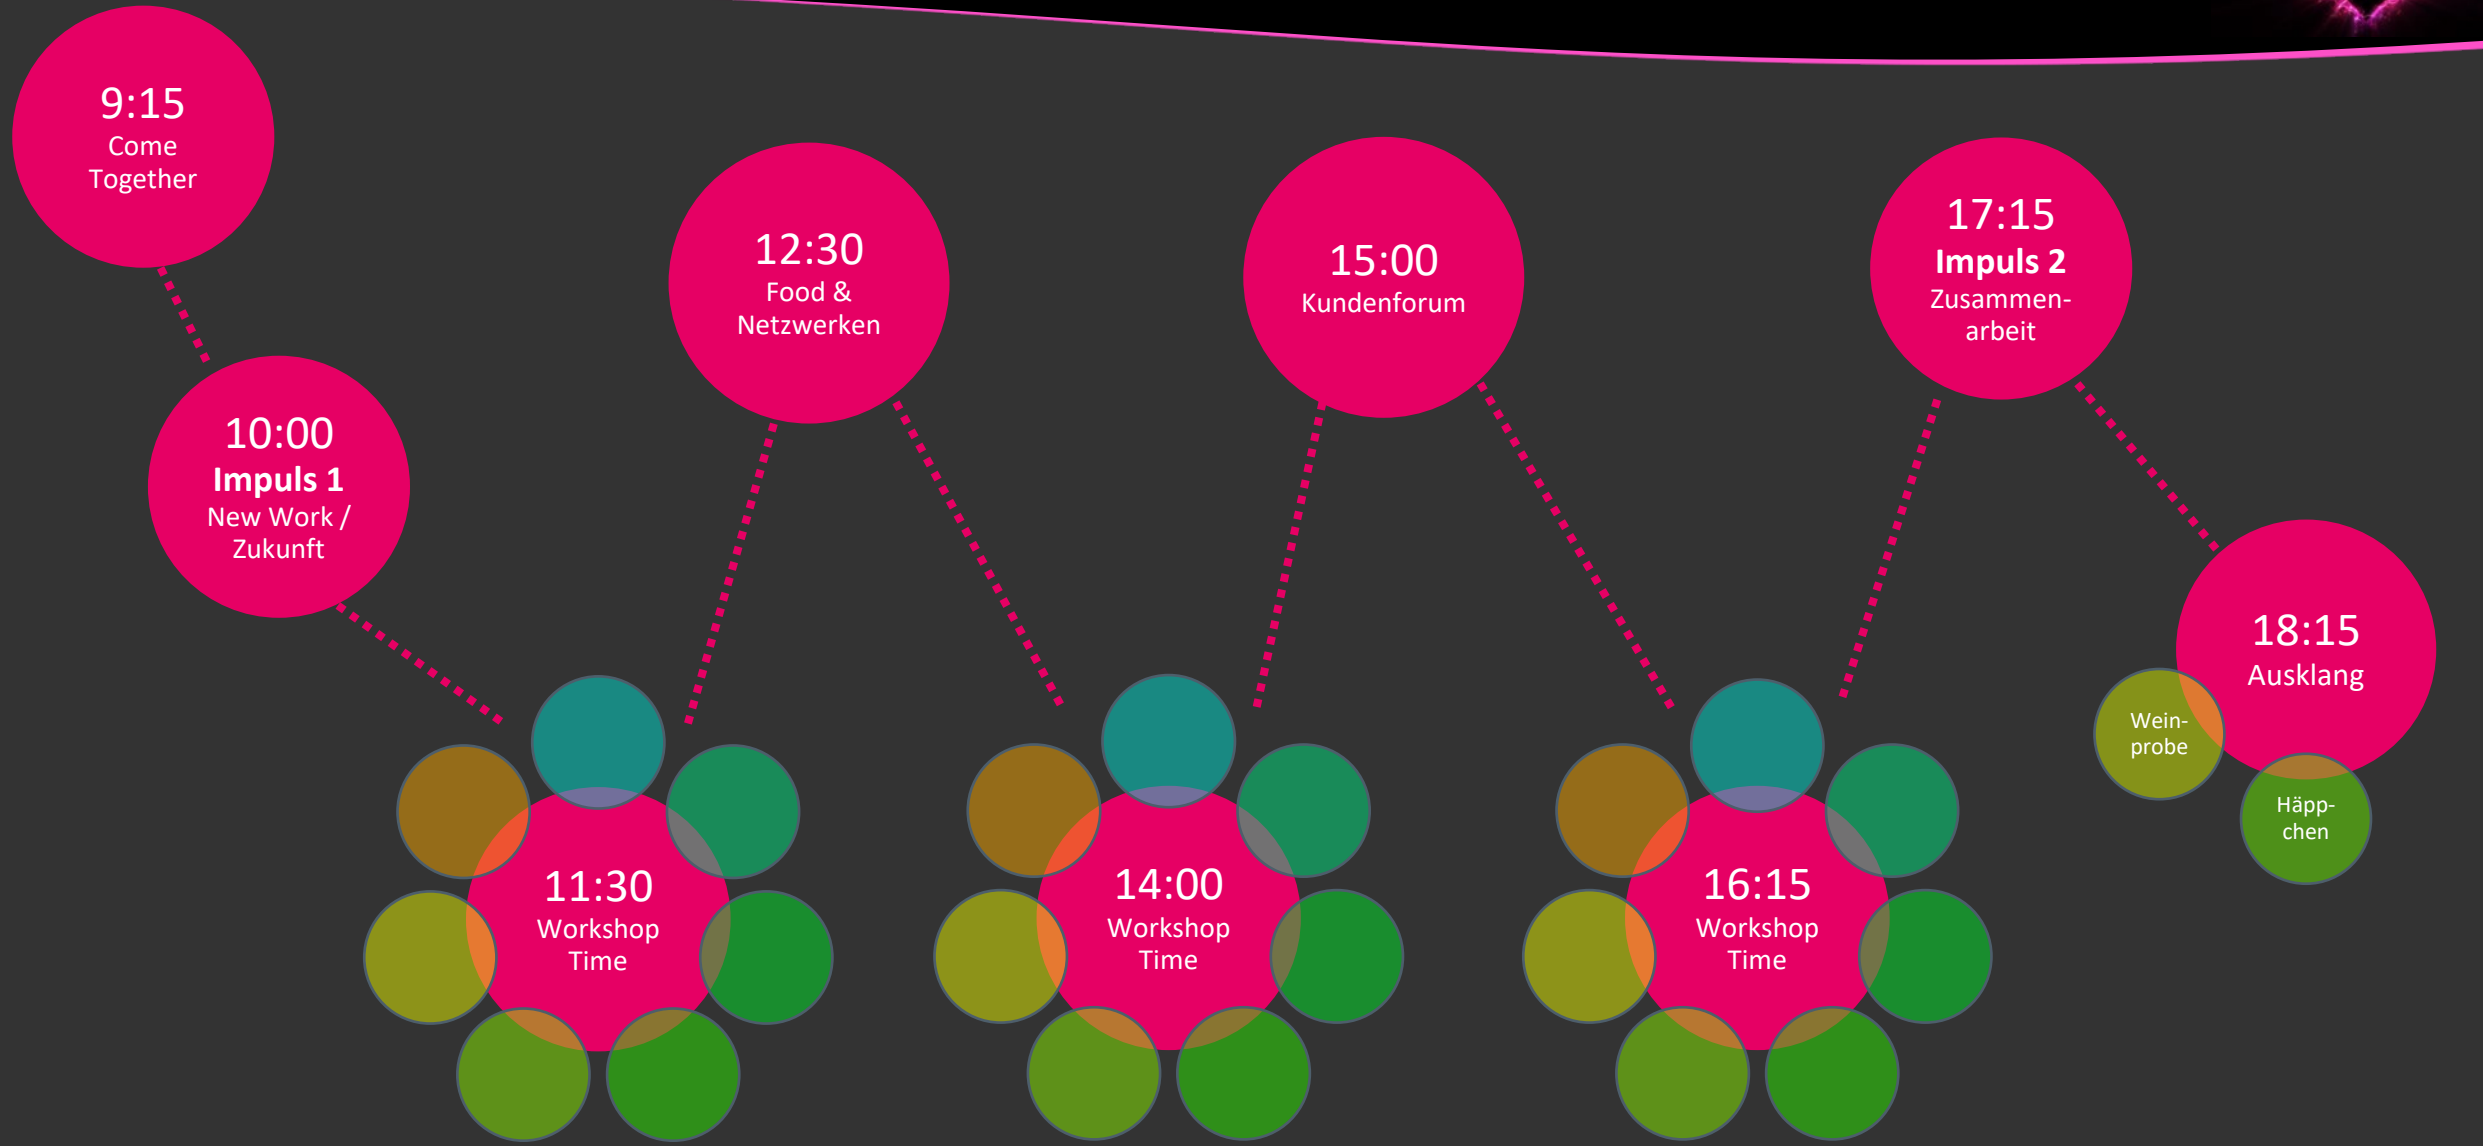 9:15
Come
Together
10:00
Impuls 1
New Work /
Zukunft
11:30
Workshop
Time
12:30
Food &
Netzwerken
14:00
Workshop
Time
15:00
Kundenforum
16:15
Workshop
Time
17:15
Impuls 2
Zusammen-
arbeit
18:15
Ausklang
Wein-
probe
Häpp-
chen